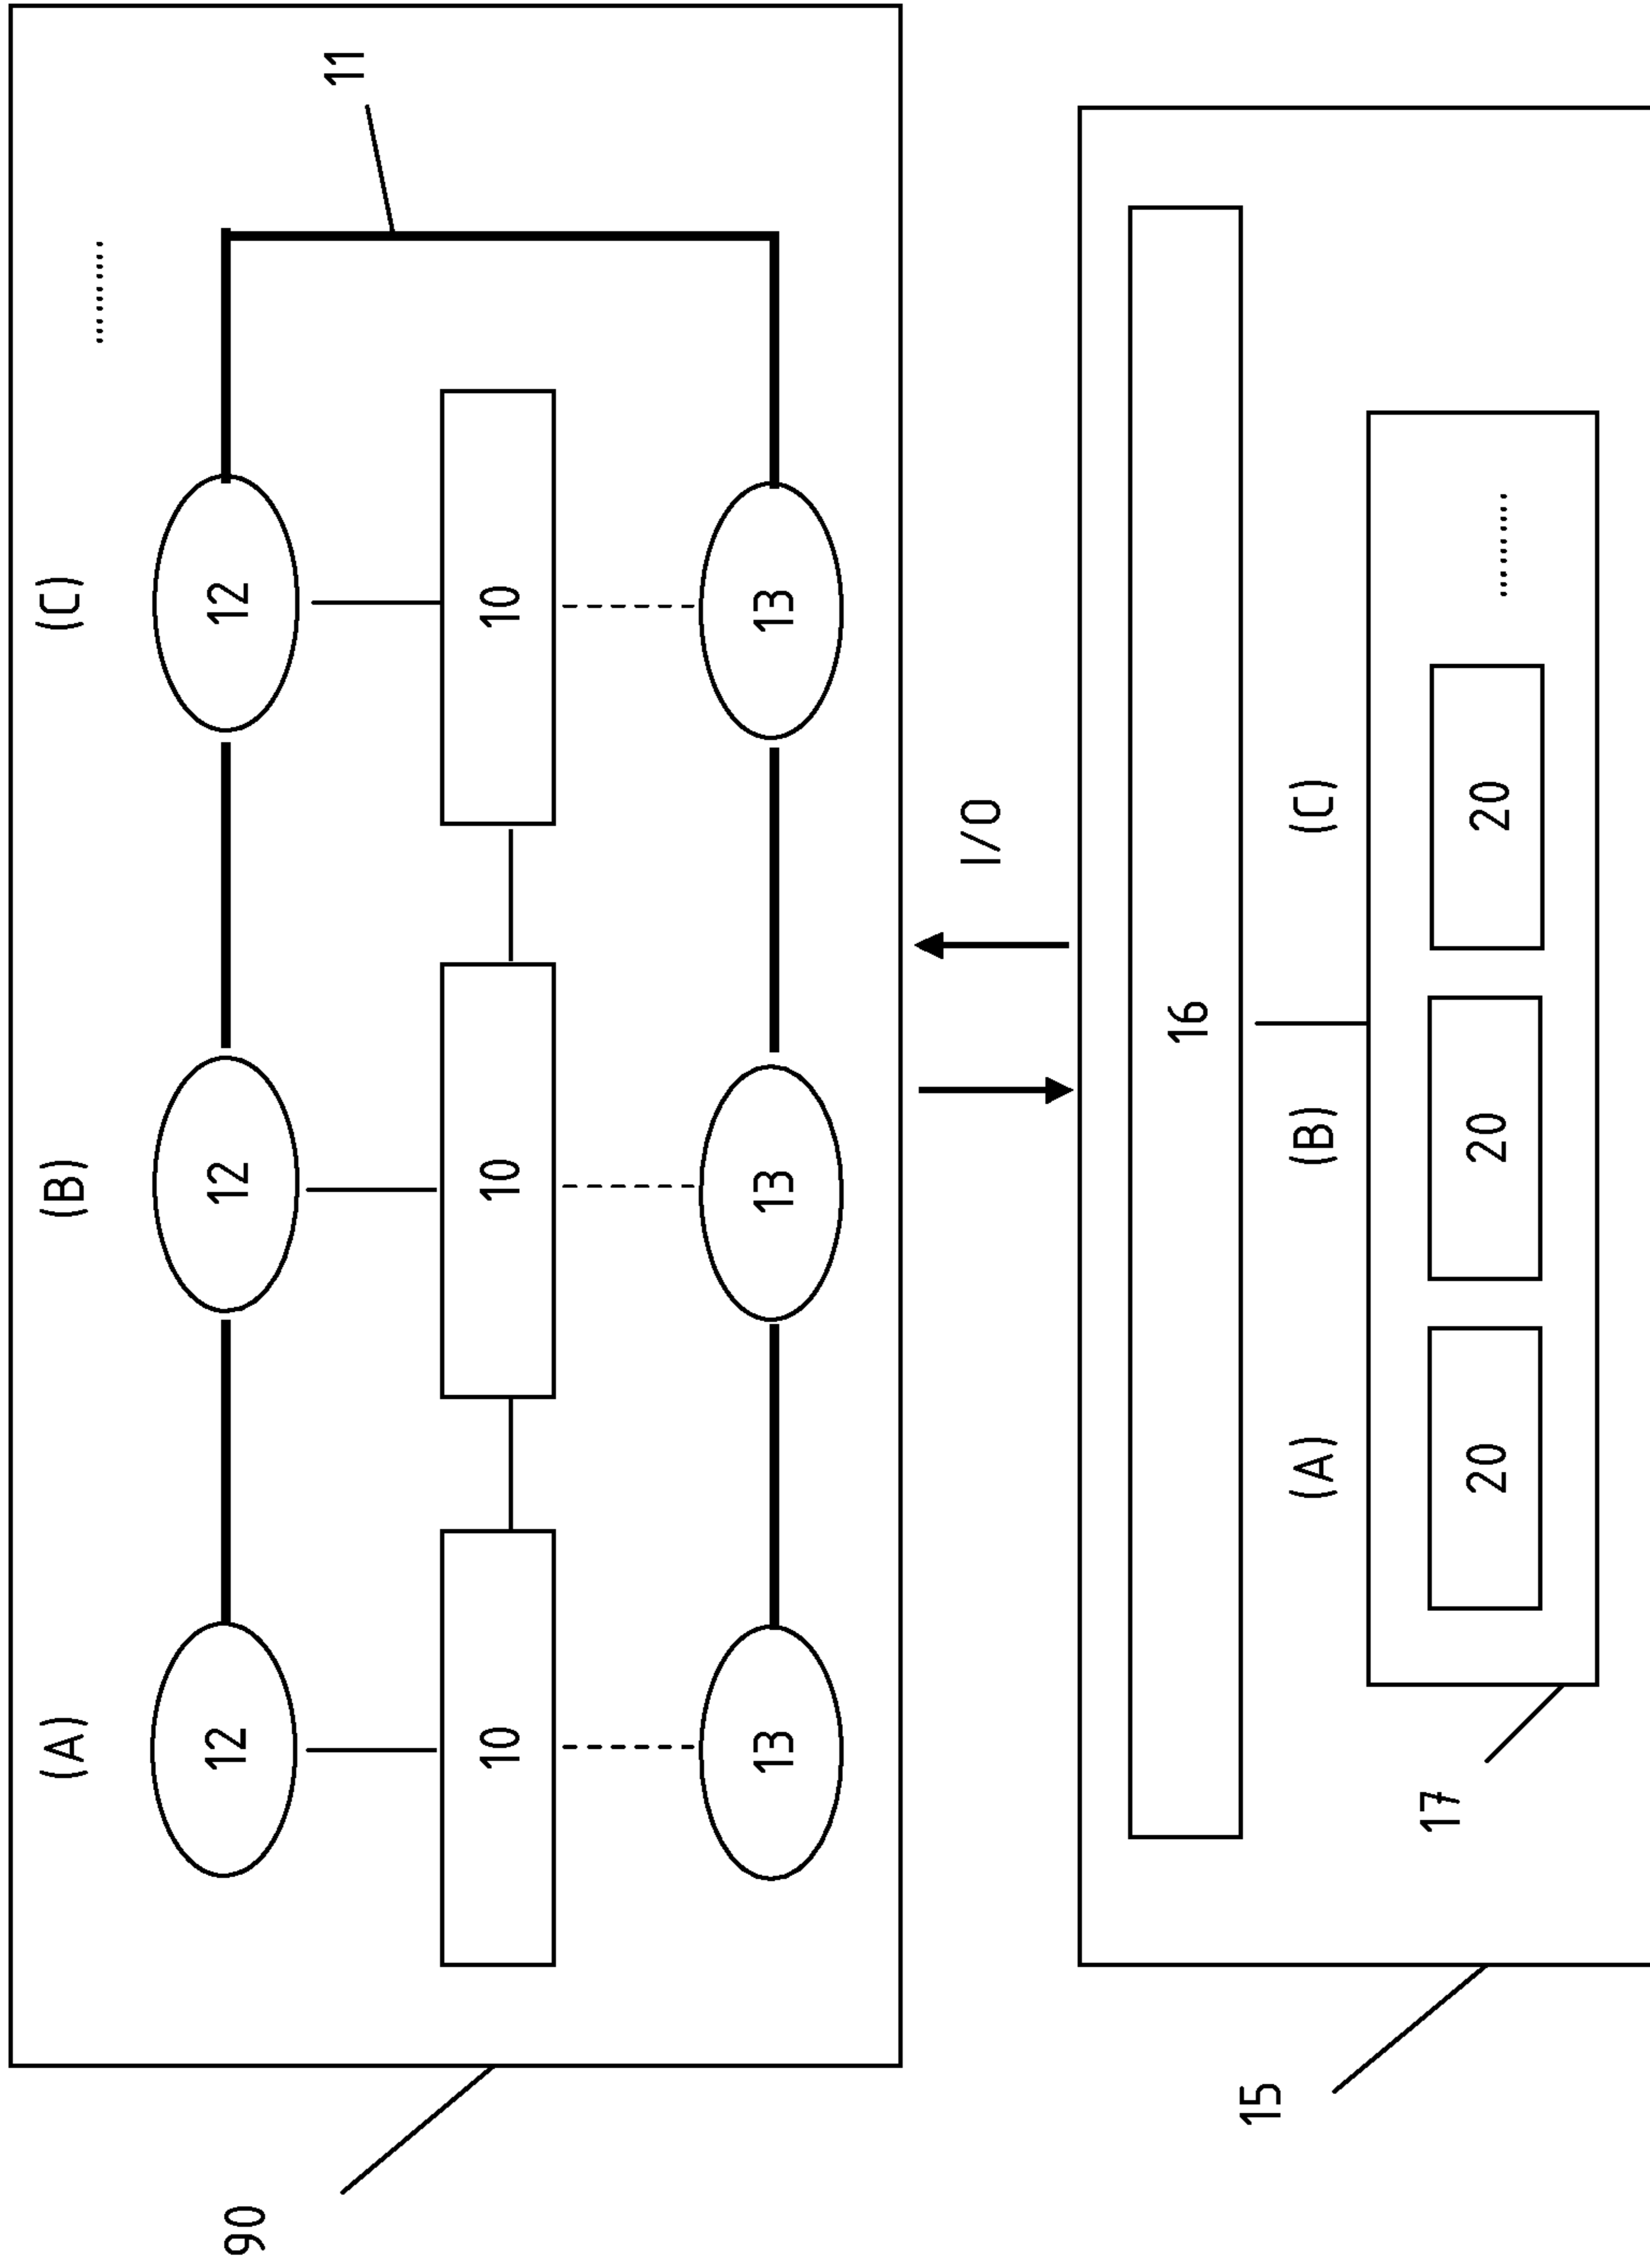 (A) (B) (C)
.........
90 12 12 12
11
10 10 10
13 13 13
I/O
16
15
(A) (B) (C)
17
20 20 20 .........